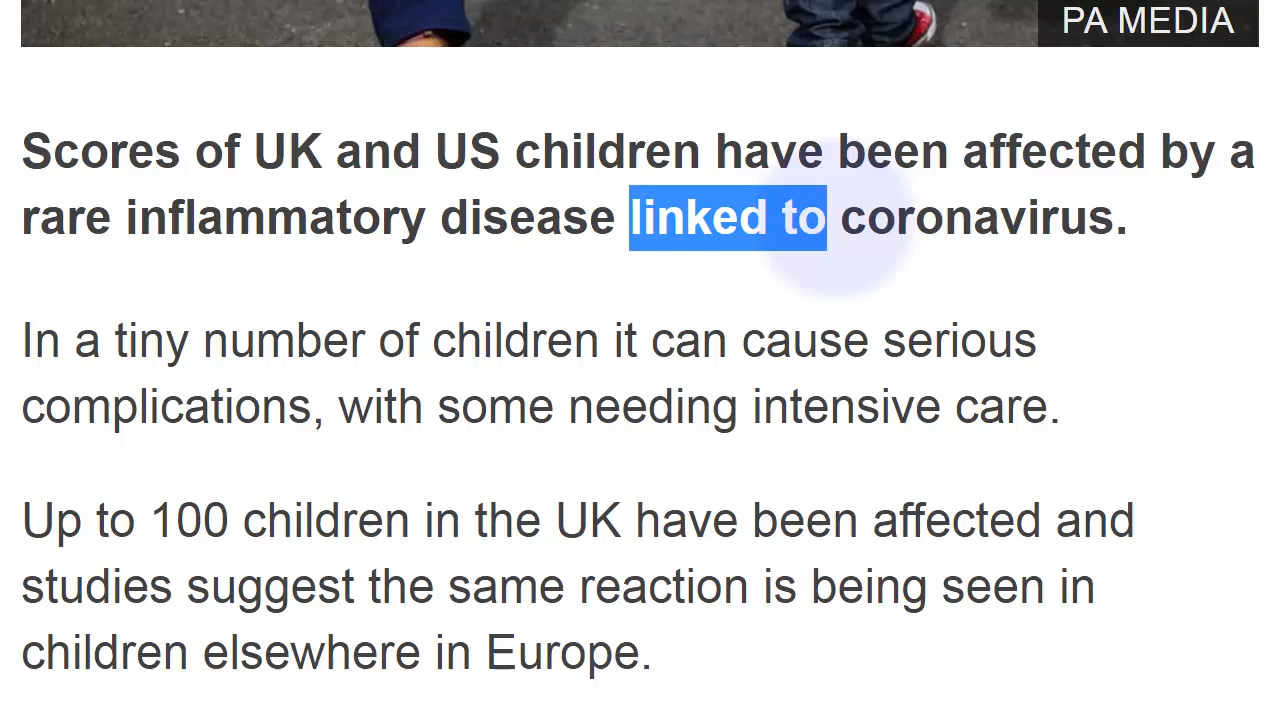 PA MEDIA
Scores of UK and US children have been affected by a
rare inflammatory disease linked to coronavirus.
In a tiny number of children it can cause serious
complications, with some needing intensive care.
Up to 100 children in the UK have been affected and
studies suggest the same reaction is being seen in
children elsewhere in Europe.